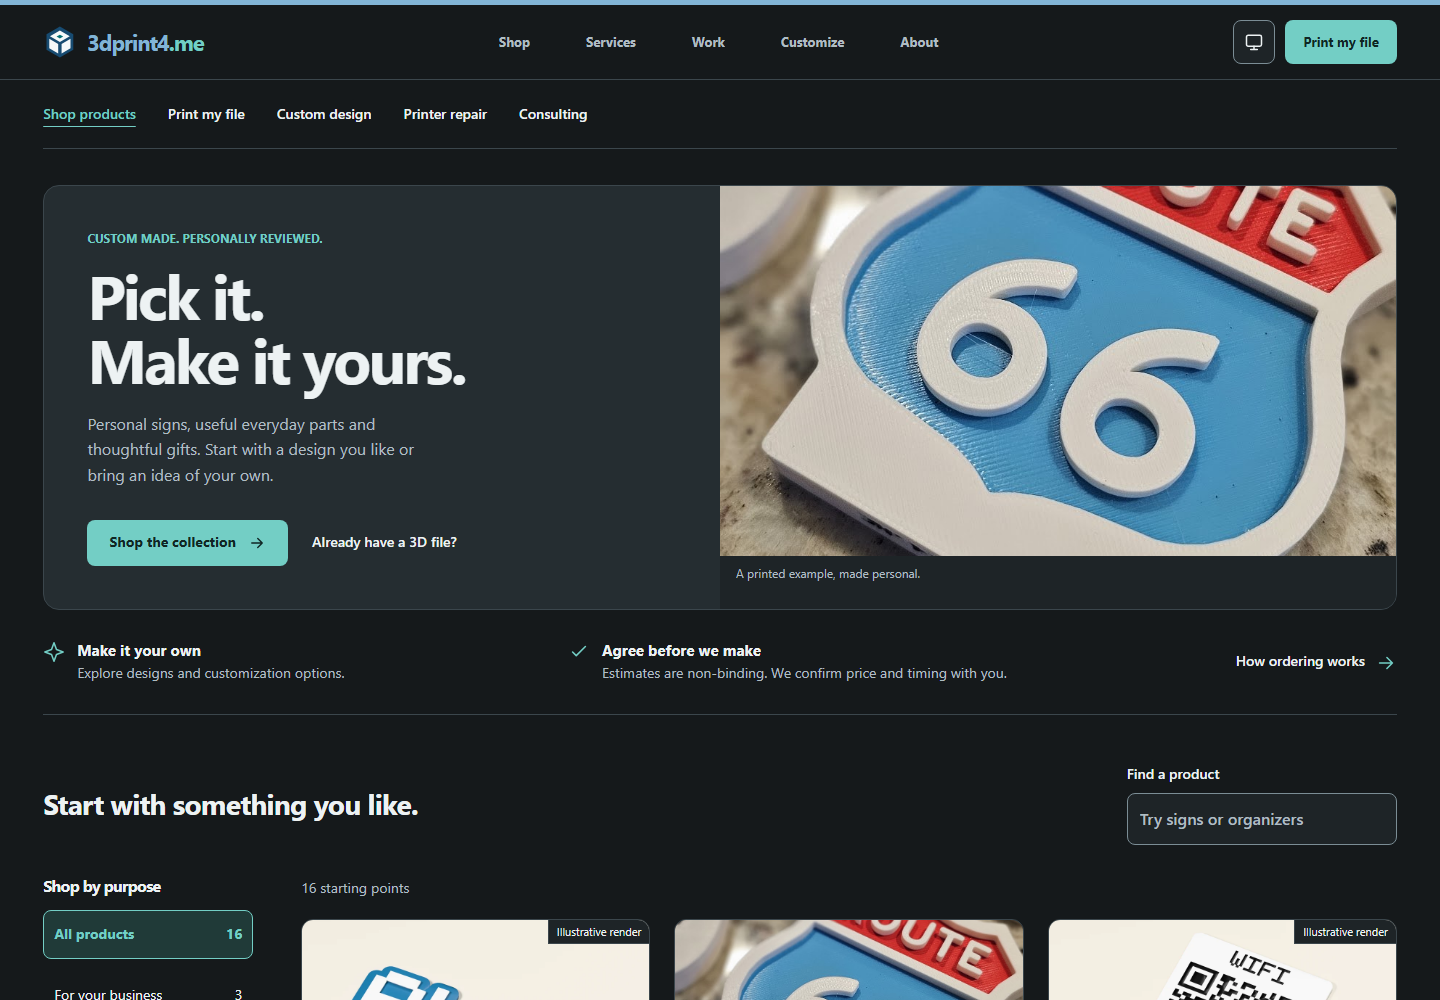 3dprint4.me
Shop
Services
Work
Customize
About
Print my file
Shop products
Print my file
Custom design
Printer repair
Consulting
CUSTOM MADE. PERSONALLY REVIEWED.
Pick it.
Make it yours.
Personal signs, useful everyday parts and
thoughtful gifts. Start with a design you like or
bring an idea of your own.
Shop the collection
Already have a 3D file?
66
A printed example, made personal.
Make it your own
Explore designs and customization options.
Agree before we make
Estimates are non-binding. We confirm price and timing with you.
How ordering works
Start with something you like.
Find a product
Try signs or organizers
Shop by purpose
All products 16
For your business 3
16 starting points
Illustrative render
ROUTE
Illustrative render
WIFI